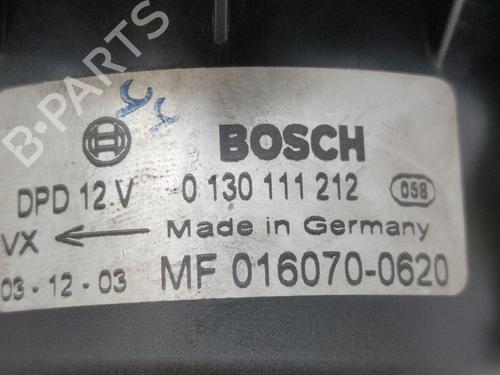 BOSCH
DPD 12 V 0 130 111 212 058
VX ← Made in Germany
03-12-03 MF 016070-0620
B-PARTS